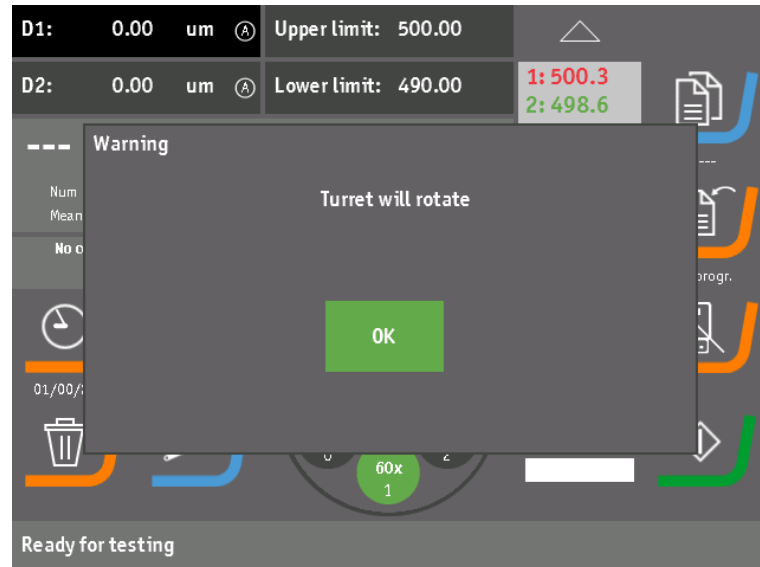 D1: 0.00 um A Upper limit: 500.00
D2: 0.00 um A Lower limit: 490.00
1: 500.3
2: 498.6
---
Warning
---
Turret will rotate
Num
Mean
No
progr.
OK
01/00/
0
2
60x
1
Ready for testing